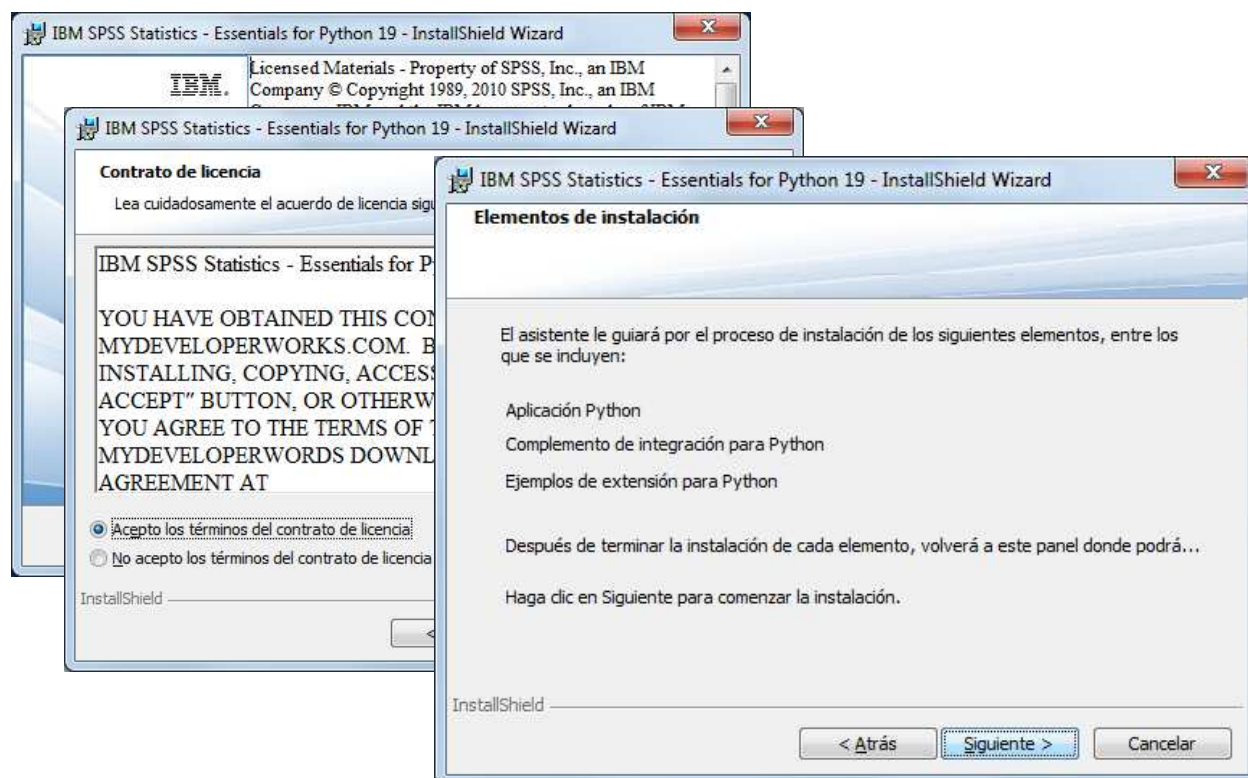 IBM SPSS Statistics - Essentials for Python 19 - InstallShield Wizard
IBM.
Licensed Materials - Property of SPSS, Inc., an IBM
Company © Copyright 1989, 2010 SPSS, Inc., an IBM
IBM SPSS Statistics - Essentials for Python 19 - InstallShield Wizard
Contrato de licencia
Lea cuidadosamente el acuerdo de licencia
IBM SPSS Statistics - Essentials for
YOU HAVE OBTAINED THIS
MYDEVELOPERWORKS.COM.
INSTALLING, COPYING,
ACCEPT" BUTTON, OR
YOU AGREE TO THE TERMS OF
MYDEVELOPERWORDS
AGREEMENT AT
Acepto los términos del contrato de licencia
No acepto los términos del contrato de licencia
InstallShield
<
IBM SPSS Statistics - Essentials for Python 19 - InstallShield Wizard
Elementos de instalación
El asistente le guiará por el proceso de instalación de los siguientes elementos, entre los
que se incluyen:
Aplicación Python
Complemento de integración para Python
Ejemplos de extensión para Python
Después de terminar la instalación de cada elemento, volverá a este panel donde podrá...
Haga clic en Siguiente para comenzar la instalación.
InstallShield
< Atrás
Siguiente >
Cancelar